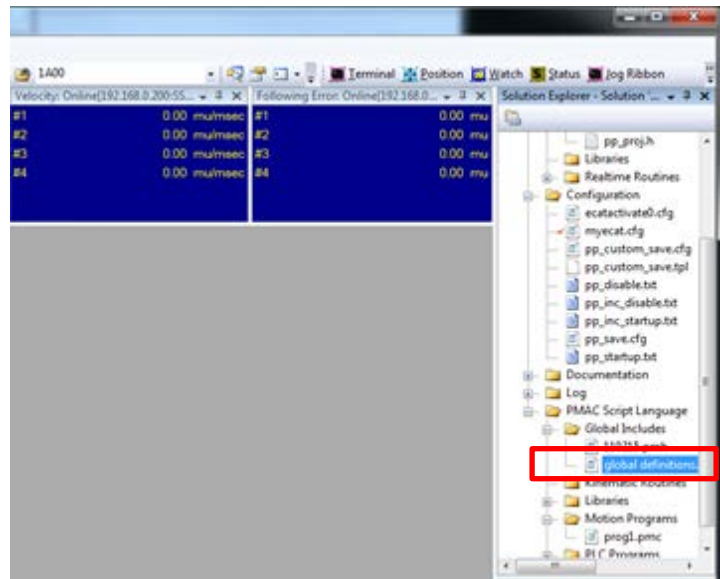 1A00
Terminal Position Watch Status Jog Ribbon
Velocity: Online[192.168.0.200:SS...
#1 0.00 mu/msec
#2 0.00 mu/msec
#3 0.00 mu/msec
#4 0.00 mu/msec
Following Error: Online[192.168.0...
#1 0.00 mu
#2 0.00 mu
#3 0.00 mu
#4 0.00 mu
Solution Explorer - Solution '...
pp_proj.h
Libraries
Realtime Routines
Configuration
ecatactivate0.cfg
myecat.cfg
pp_custom_save.cfg
pp_custom_save.tpl
pp_disable.txt
pp_inc_disable.txt
pp_inc_startup.txt
pp_save.cfg
pp_startup.txt
Documentation
Log
PMAC Script Language
Global Includes
global definitions.
Kinematic Routines
Libraries
Motion Programs
prog1.pmc
PLC Programs